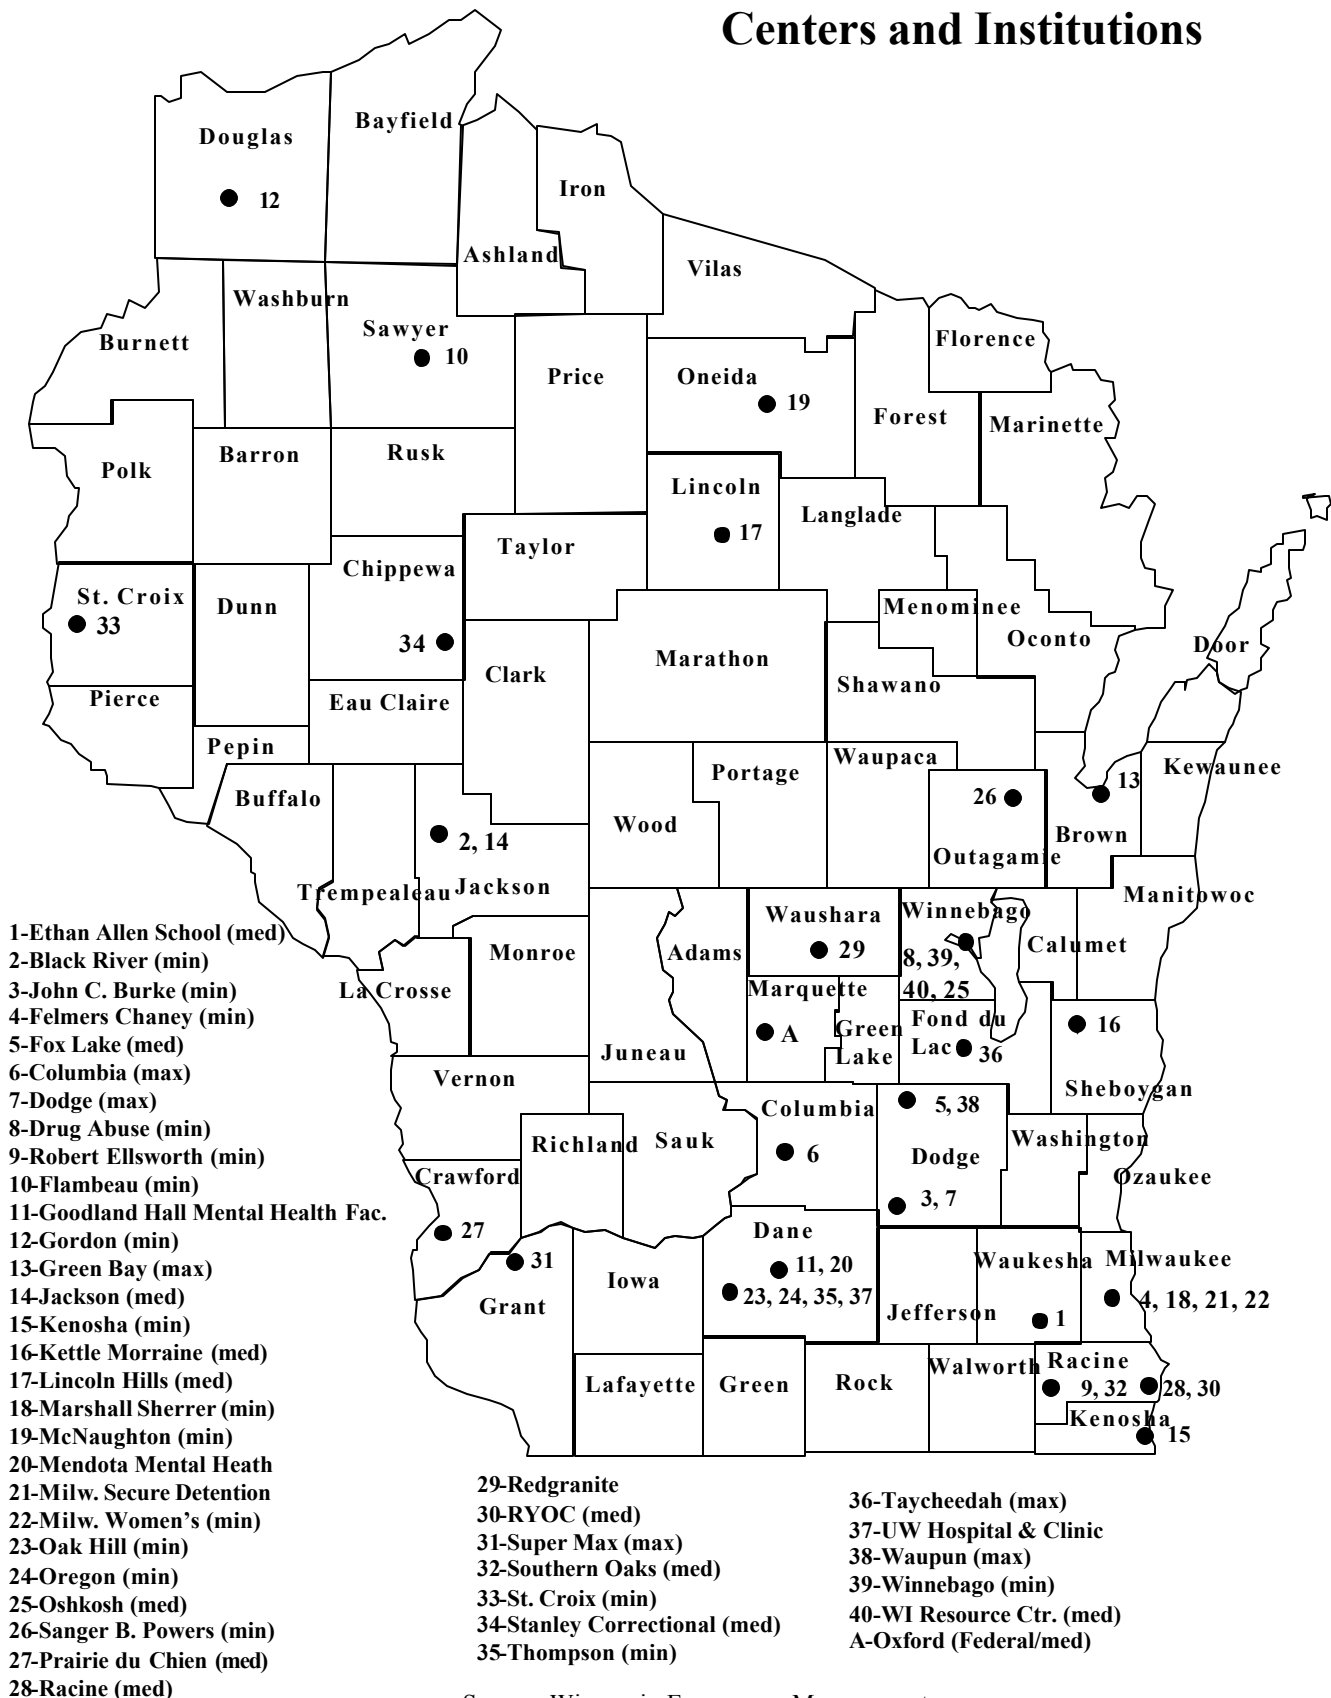 Centers and Institutions
Bayfield
Douglas
12
Iron
Ashland
Vilas
Washburn
Sawyer
10
Burnett
Florence
Price
Oneida
19
Forest
Marinette
Polk
Barron
Rusk
Lincoln
17
Langlade
Taylor
Chippewa
St. Croix
33
Dunn
34
Menominee
Oconto
Door
Marathon
Clark
Shawano
Pierce
Eau Claire
Pepin
Portage
Waupaca
Kewaunee
13
Buffalo
26
Wood
Brown
2, 14
Outagamie
Trempealeau
Jackson
Manitowoc
Waushara
29
Winnebago
8, 39,
40, 25
Calumet
Monroe
Adams
La Crosse
Marquette
A
Green
Lake
Fond du
Lac
36
16
Juneau
Vernon
Sheboygan
Columbia
6
5, 38
Richland
Sauk
Washington
Dodge
3, 7
Ozaukee
Crawford
27
31
Dane
11, 20
23, 24, 35, 37
Waukesha
1
Milwaukee
4, 18, 21, 22
Iowa
Grant
Jefferson
Lafayette
Green
Rock
Walworth
Racine
9, 32
28, 30
Kenosha
15
1-Ethan Allen School (med)
2-Black River (min)
3-John C. Burke (min)
4-Felmers Chaney (min)
5-Fox Lake (med)
6-Columbia (max)
7-Dodge (max)
8-Drug Abuse (min)
9-Robert Ellsworth (min)
10-Flambeau (min)
11-Goodland Hall Mental Health Fac.
12-Gordon (min)
13-Green Bay (max)
14-Jackson (med)
15-Kenosha (min)
16-Kettle Morraine (med)
17-Lincoln Hills (med)
18-Marshall Sherrer (min)
19-McNaughton (min)
20-Mendota Mental Heath
21-Milw. Secure Detention
22-Milw. Women's (min)
23-Oak Hill (min)
24-Oregon (min)
25-Oshkosh (med)
26-Sanger B. Powers (min)
27-Prairie du Chien (med)
28-Racine (med)
29-Redgranite
30-RYOC (med)
31-Super Max (max)
32-Southern Oaks (med)
33-St. Croix (min)
34-Stanley Correctional (med)
35-Thompson (min)
36-Taycheedah (max)
37-UW Hospital & Clinic
38-Waupun (max)
39-Winnebago (min)
40-WI Resource Ctr. (med)
A-Oxford (Federal/med)